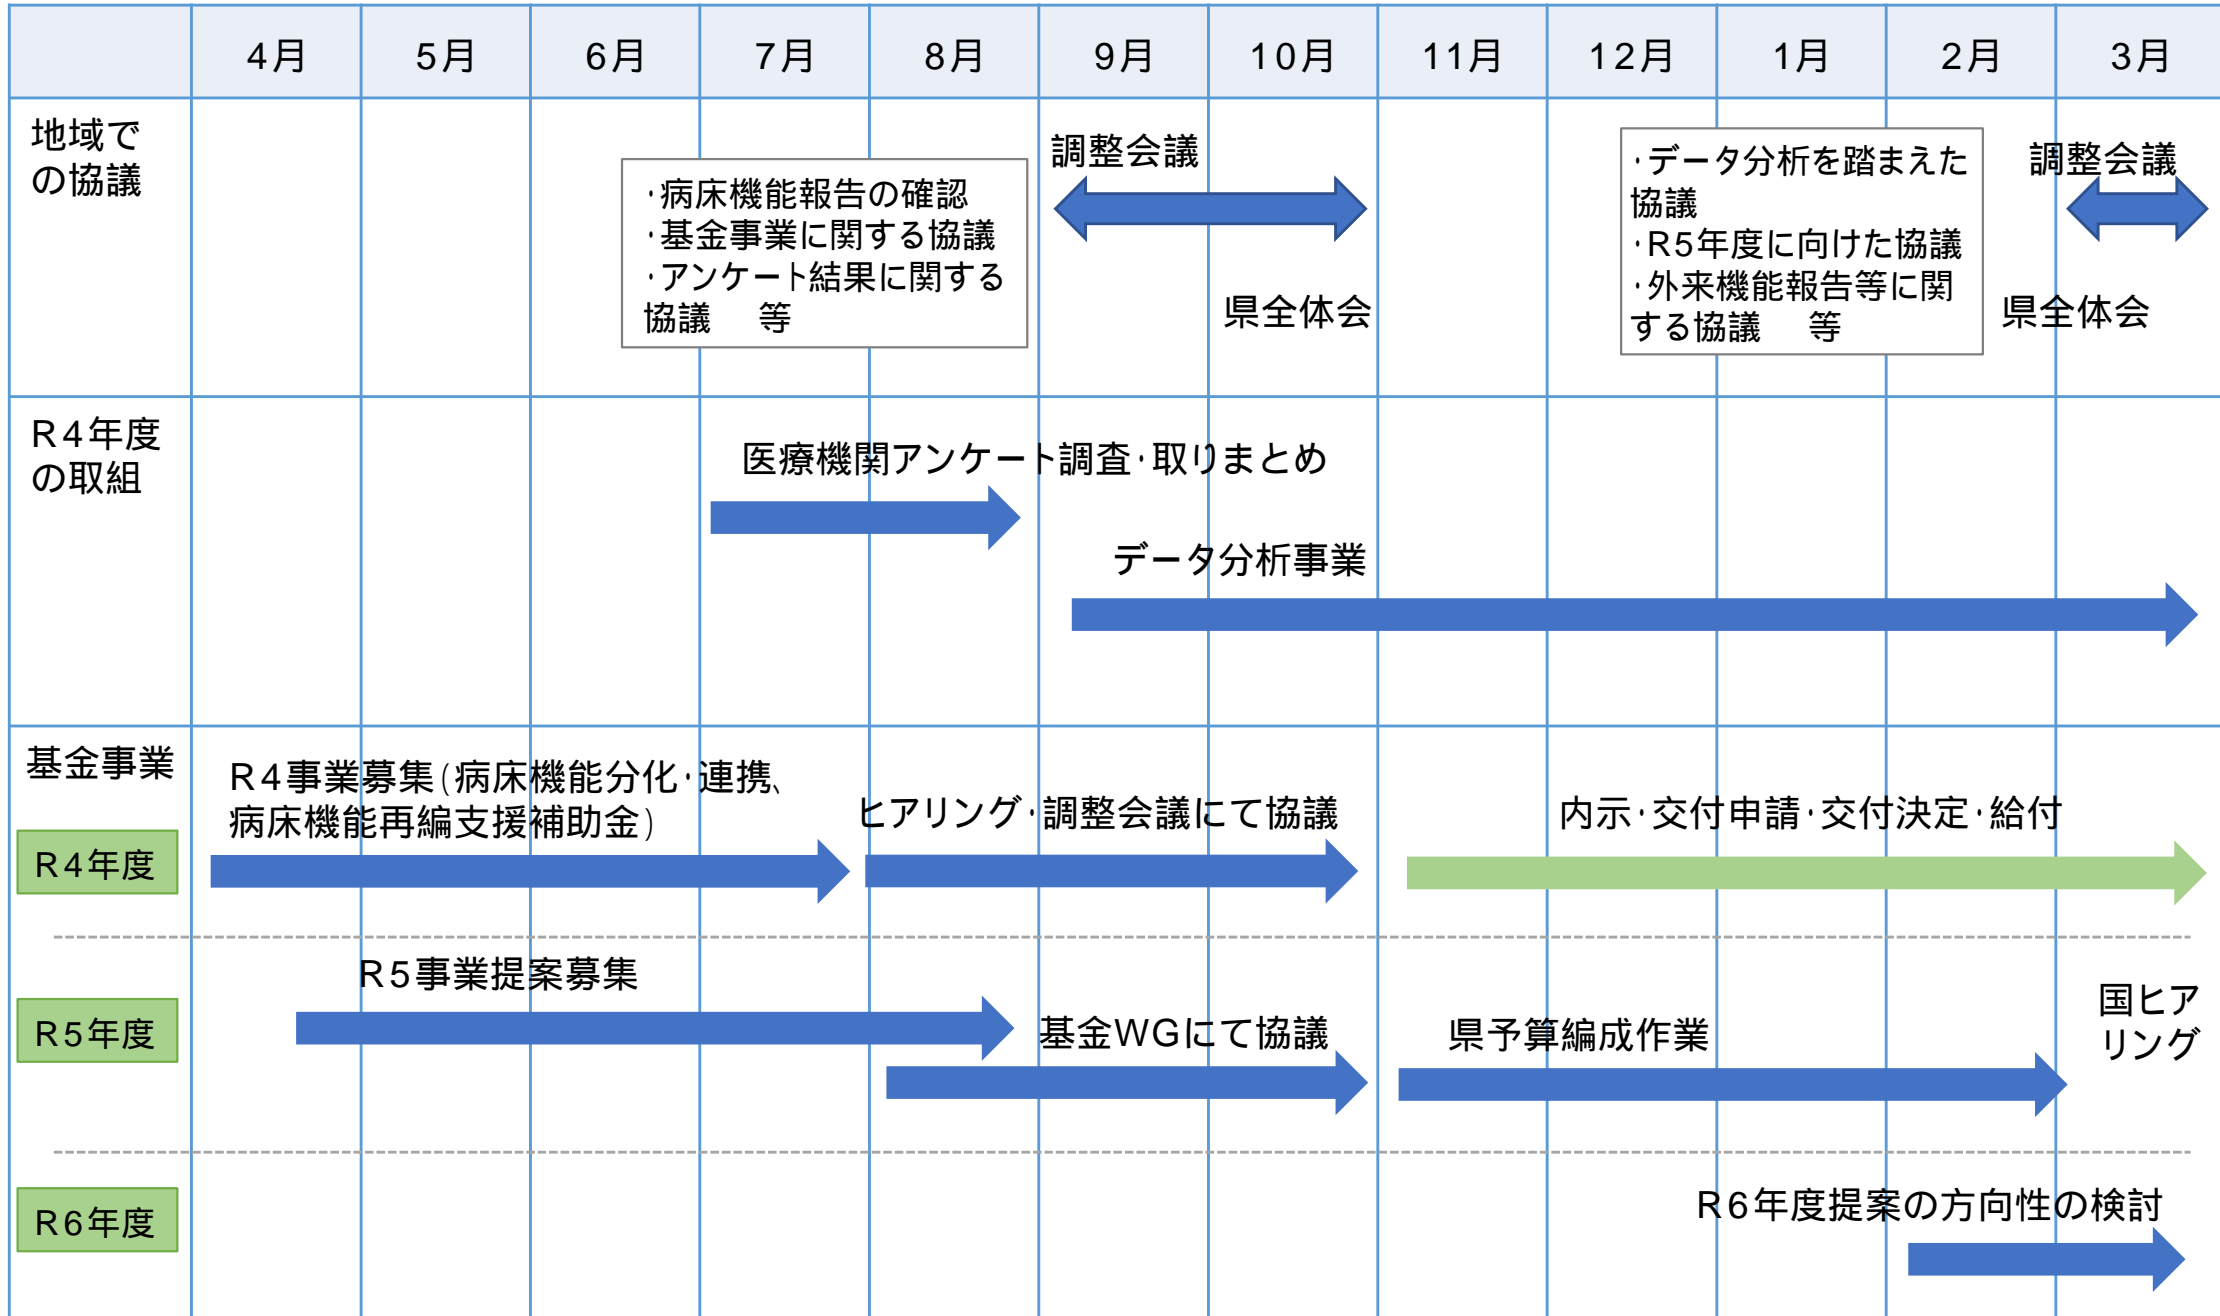 4月 5月 6月 7月 8月 9月 10月 11月 12月 1月 2月 3月
地域で
の協議
・病床機能報告の確認
・基金事業に関する協議
・アンケート結果に関する
協議　等
調整会議
県全体会
・データ分析を踏まえた
協議
・R5年度に向けた協議
・外来機能報告等に関
する協議　等
調整会議
県全体会
R4年度
の取組
医療機関アンケート調査・取りまとめ
データ分析事業
基金事業
R4年度
R4事業募集（病床機能分化・連携、
病床機能再編支援補助金）
ヒアリング・調整会議にて協議
内示・交付申請・交付決定・給付
R5年度
R5事業提案募集
基金WGにて協議
県予算編成作業
国ヒア
リング
R6年度
R6年度提案の方向性の検討